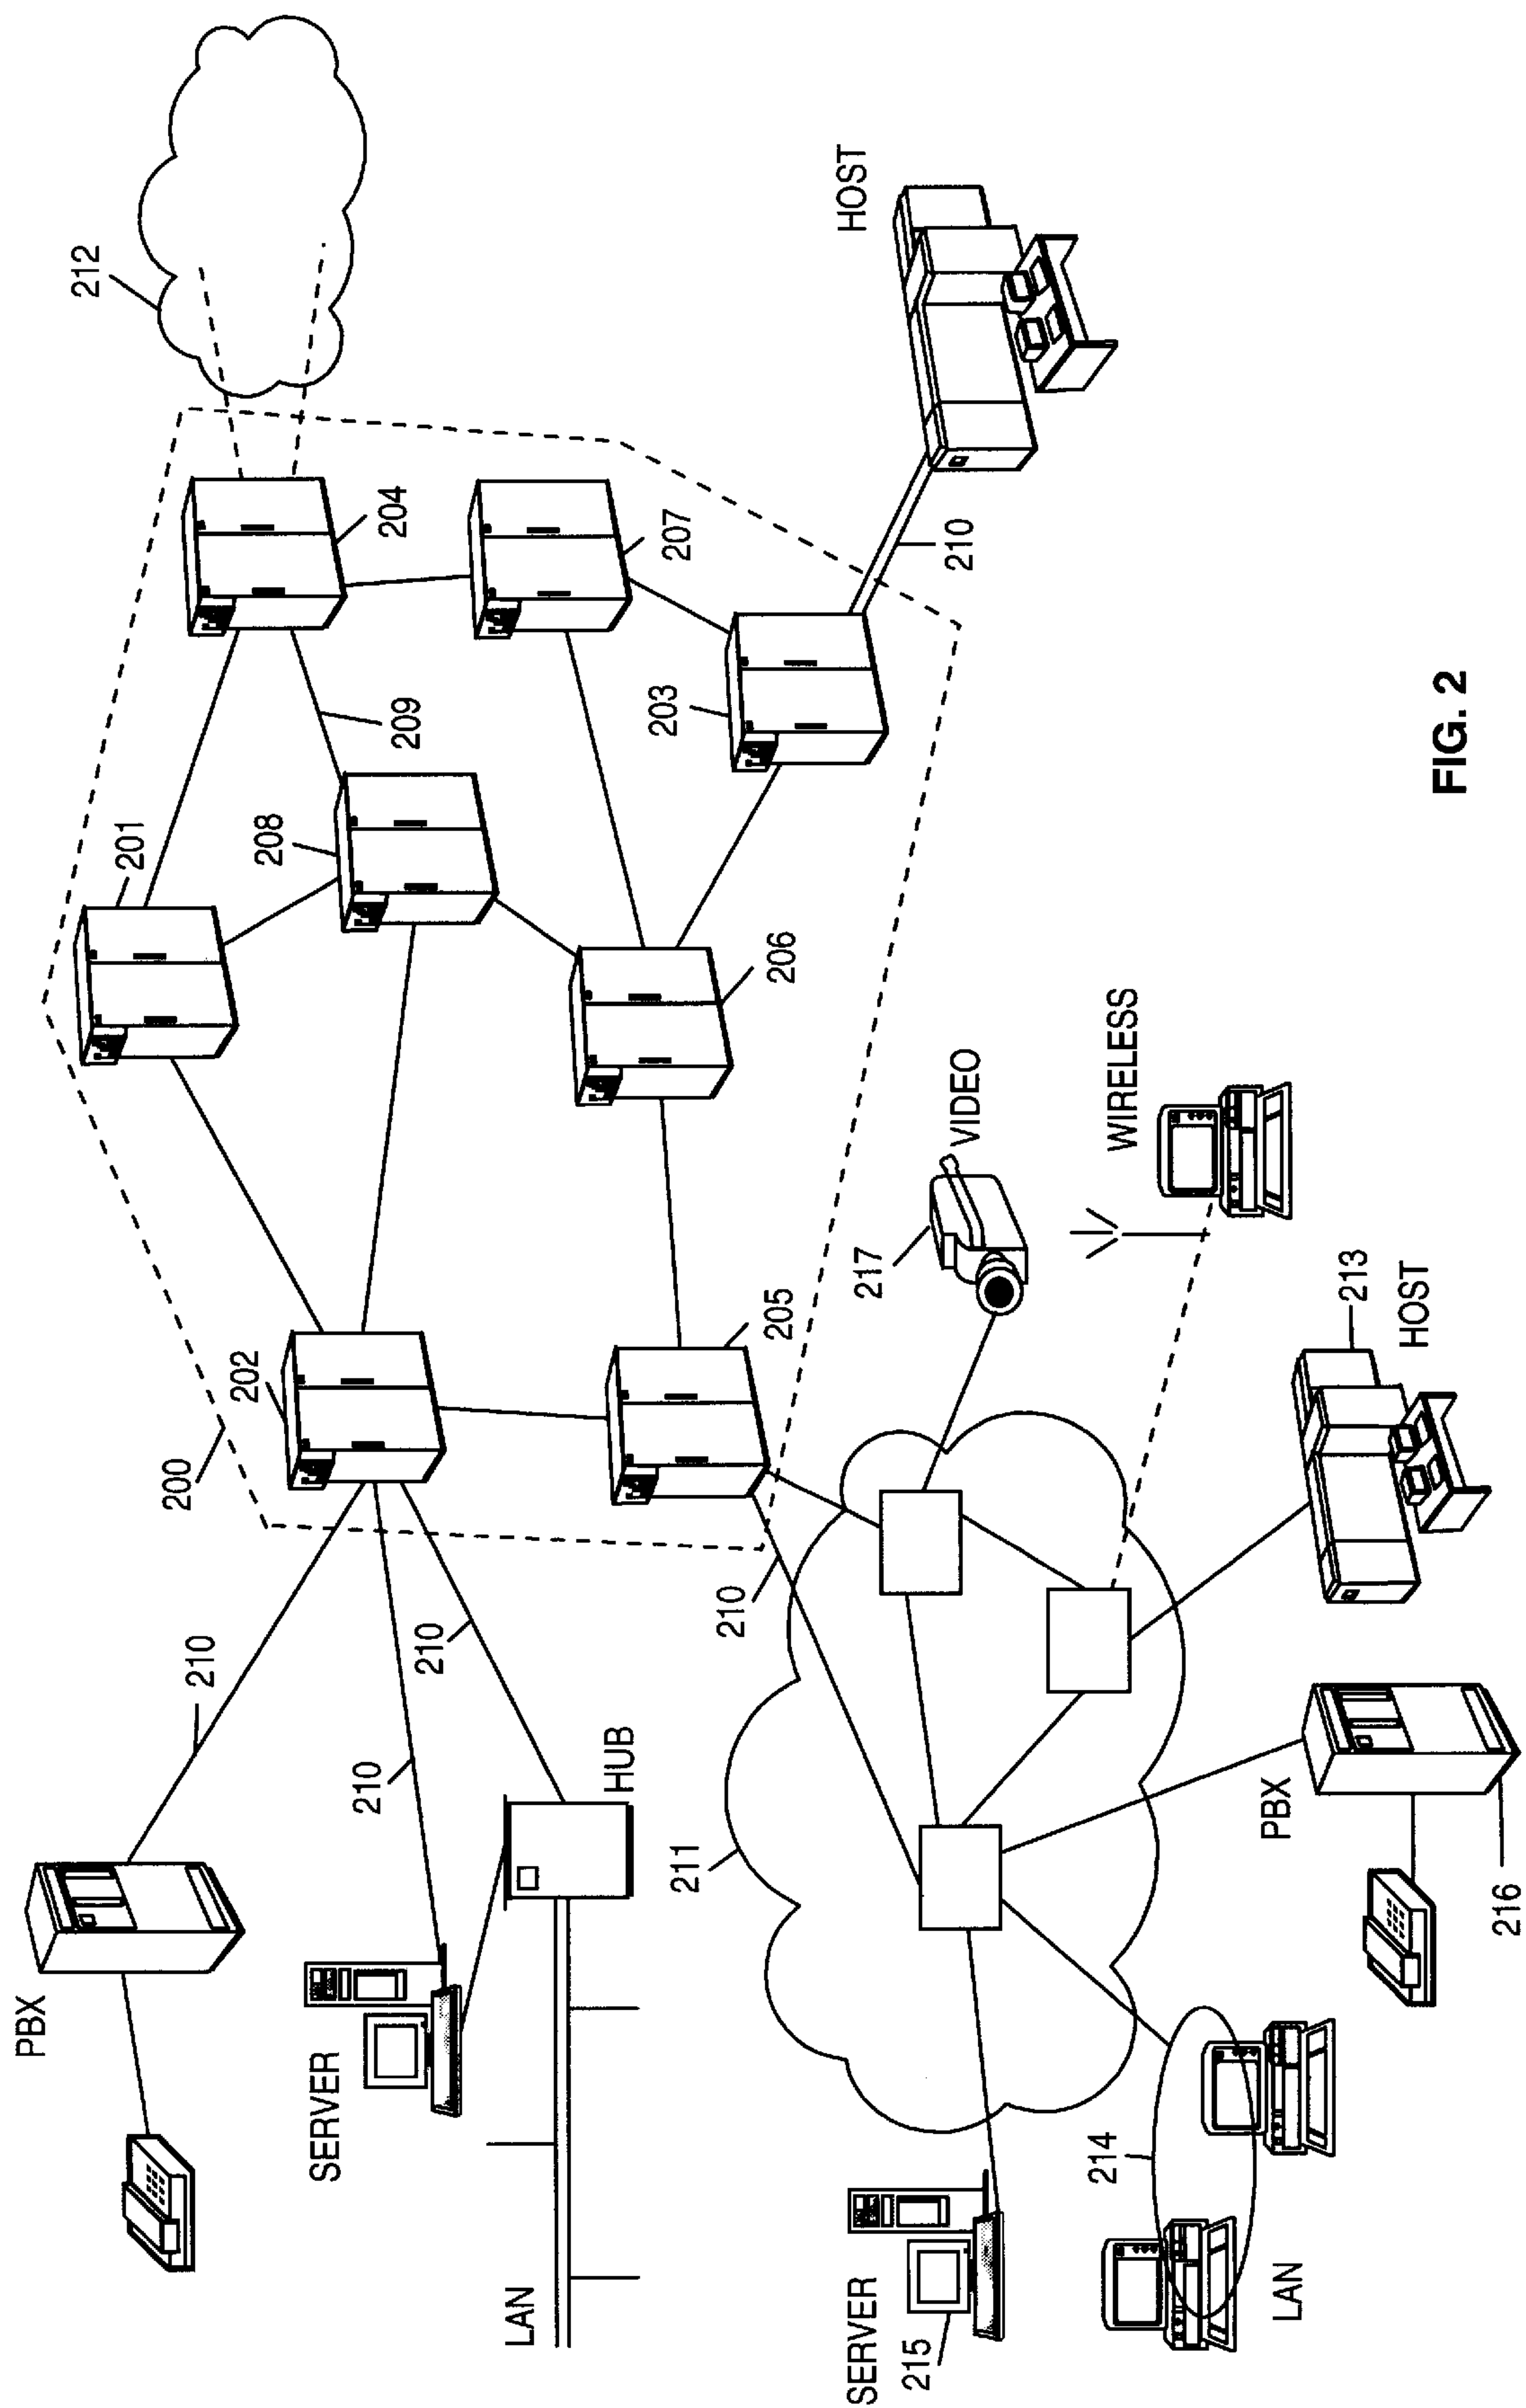 212
HOST
204
207
210
209
203
201
208
206
WIRELESS
VIDEO
217
213
HOST
205
202
200
210
210
210
210
HUB
PBX
216
211
PBX
SERVER
214
LAN
LAN
SERVER
215
FIG. 2